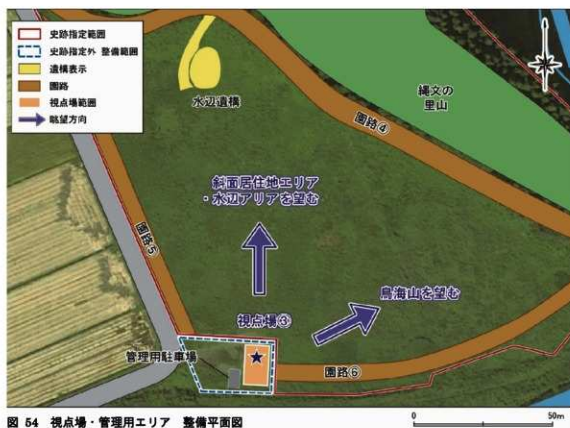 史跡指定範囲
史跡指定外 整備範囲
遺構表示
園路
視点場範囲
眺望方向
水辺遺構
縄文の
里山
園路④
斜面居住地エリア
・水辺アリアを望む
園路⑤
鳥海山を望む
視点場③
管理用駐車場
園路⑥
図 54 視点場・管理用エリア 整備平面図
0 50m